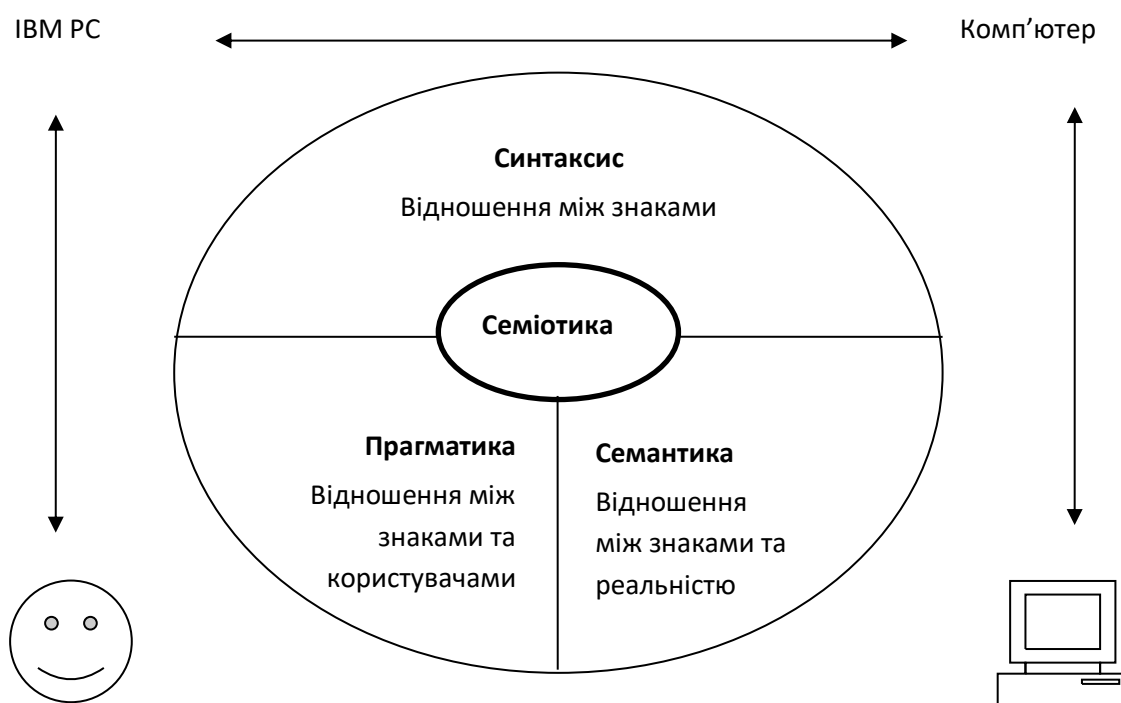 IBM PC
Комп’ютер
Синтаксис
Відношення між знаками
Семіотика
Прагматика
Відношення між
знаками та
користувачами
Семантика
Відношення
між знаками та
реальністю